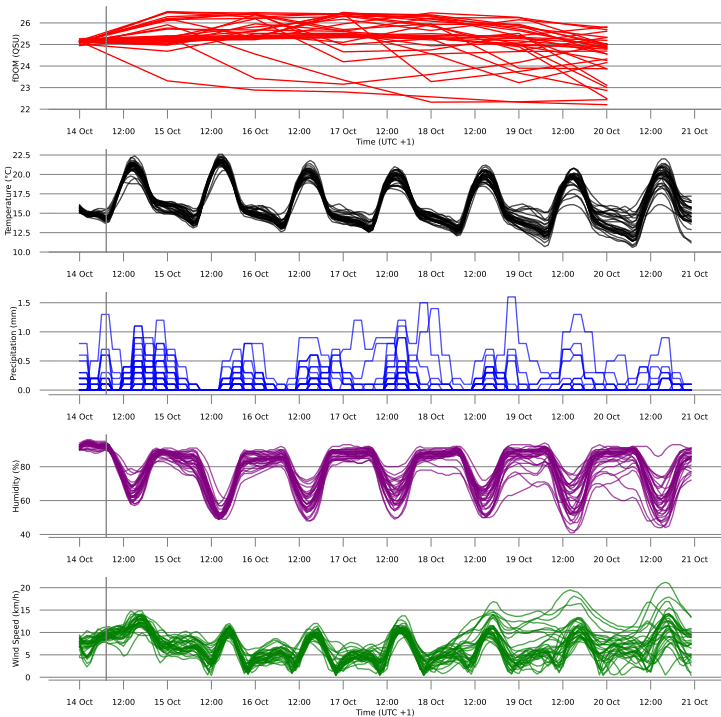 fDOM (QSU)
26
25
24
23
22
14 Oct 12:00 15 Oct 12:00 16 Oct 12:00 17 Oct 12:00 18 Oct 12:00 19 Oct 12:00 20 Oct 12:00 21 Oct
Time (UTC +1)
Temperature (°C)
22.5
20.0
17.5
15.0
12.5
10.0
14 Oct 12:00 15 Oct 12:00 16 Oct 12:00 17 Oct 12:00 18 Oct 12:00 19 Oct 12:00 20 Oct 12:00 21 Oct
Precipitation (mm)
1.5
1.0
0.5
0.0
14 Oct 12:00 15 Oct 12:00 16 Oct 12:00 17 Oct 12:00 18 Oct 12:00 19 Oct 12:00 20 Oct 12:00 21 Oct
Humidity (%)
80
60
40
14 Oct 12:00 15 Oct 12:00 16 Oct 12:00 17 Oct 12:00 18 Oct 12:00 19 Oct 12:00 20 Oct 12:00 21 Oct
Wind Speed (km/h)
20
15
10
5
0
14 Oct 12:00 15 Oct 12:00 16 Oct 12:00 17 Oct 12:00 18 Oct 12:00 19 Oct 12:00 20 Oct 12:00 21 Oct
Time (UTC +1)